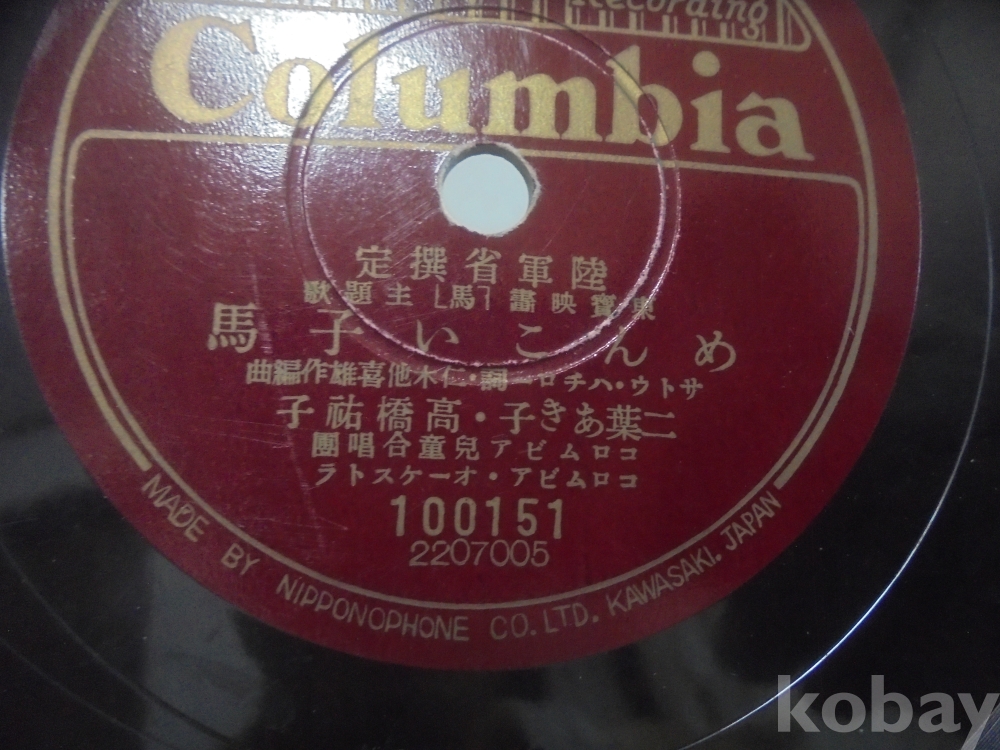 Recording
Columbia
陸軍省撰定
東寶映畫「馬」主題歌
めんこい子馬
サトウ・ハチロー詞・仁木他喜雄作編曲
二葉あき子・高橋祐子
コロムビア兒童合唱團
コロムビア・オーケストラ
100151
2207005
MADE BY NIPPONOPHONE CO. LTD. KAWASAKI. JAPAN
kobay